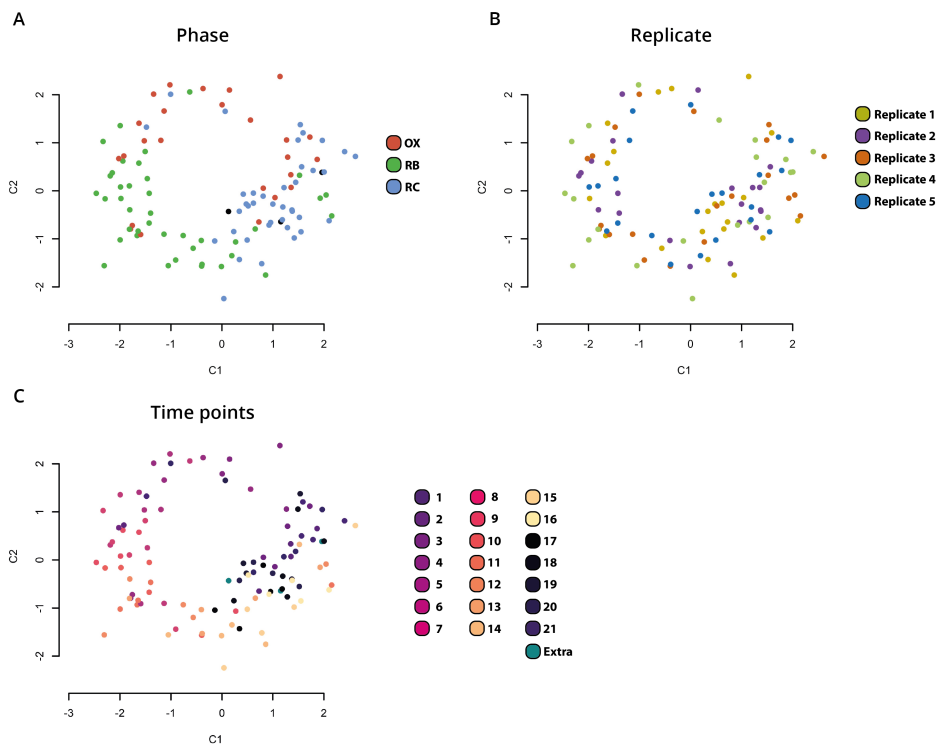 A
Phase
C2
2
1
0
-1
-2
-3 -2 -1 0 1 2
C1
OX
RB
RC
B
Replicate
C2
2
1
0
-1
-2
-3 -2 -1 0 1 2
C1
Replicate 1
Replicate 2
Replicate 3
Replicate 4
Replicate 5
C
Time points
C2
2
1
0
-1
-2
-3 -2 -1 0 1 2
C1
1 8 15
2 9 16
3 10 17
4 11 18
5 12 19
6 13 20
7 14 21
Extra